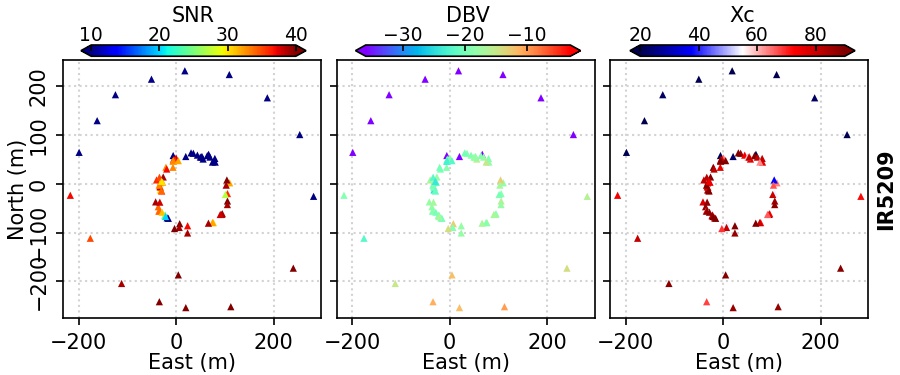 SNR DBV Xc
10 20 30 40 −30 −20 −10 20 40 60 80
North (m)
200
100
0
−100
−200
−200 0 200 −200 0 200 −200 0 200
East (m) East (m) East (m)
IR5209